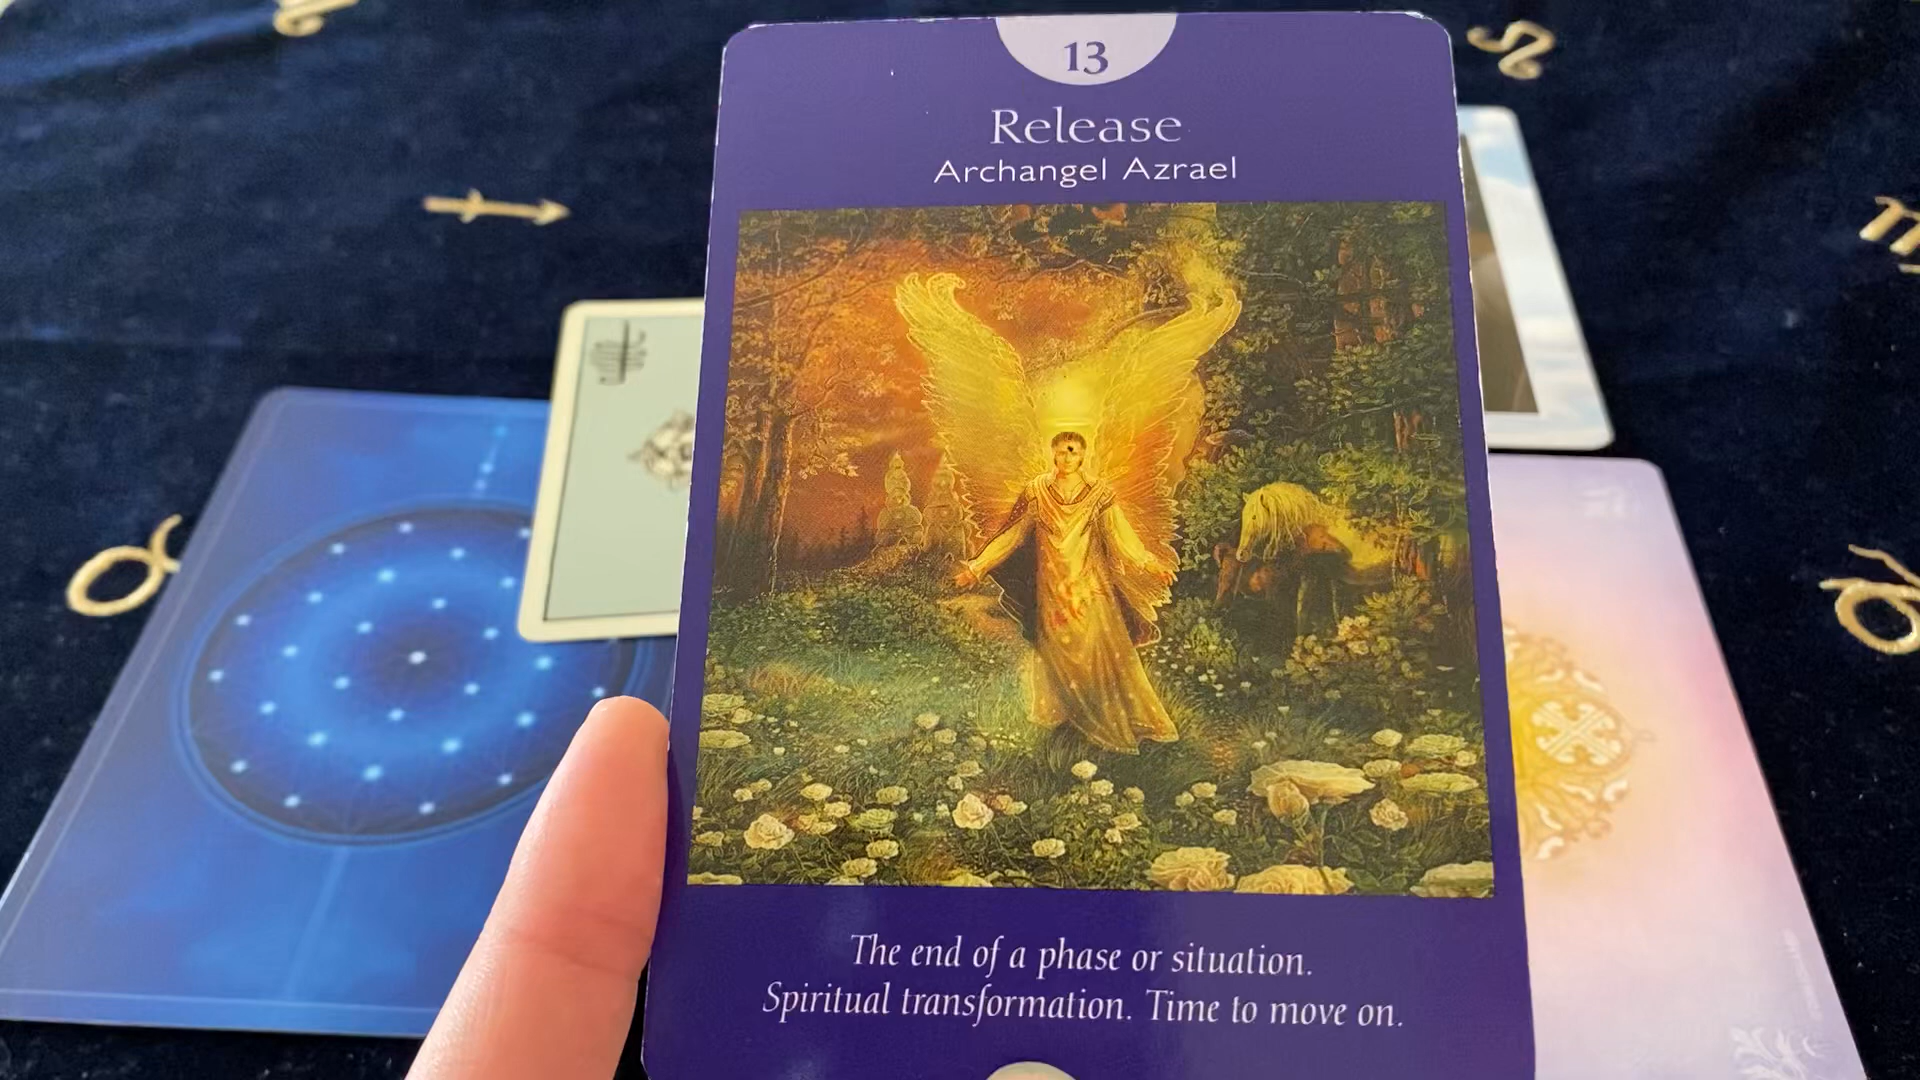 13
Release
Archangel Azrael
The end of a phase or situation.
Spiritual transformation. Time to move on.